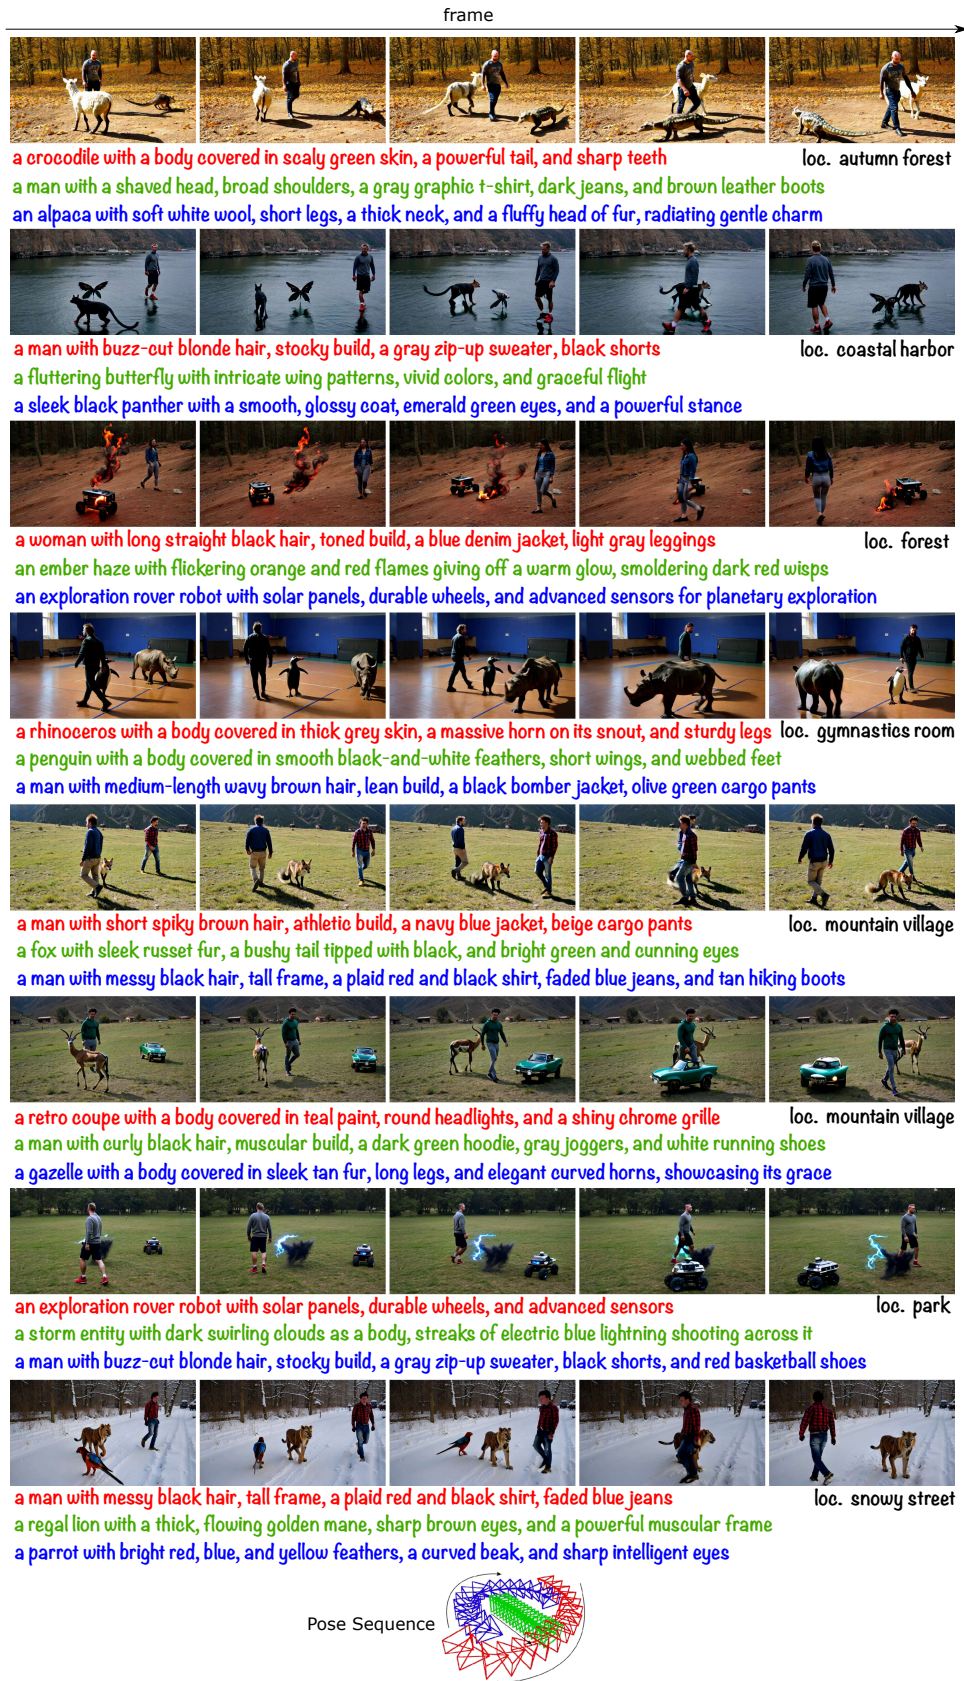 frame
a crocodile with a body covered in scaly green skin, a powerful tail, and sharp teeth
loc. autumn forest
a man with a shaved head, broad shoulders, a gray graphic t-shirt, dark jeans, and brown leather boots
an alpaca with soft white wool, short legs, a thick neck, and a fluffy head of fur, radiating gentle charm
a man with buzz-cut blonde hair, stocky build, a gray zip-up sweater, black shorts
loc. coastal harbor
a fluttering butterfly with intricate wing patterns, vivid colors, and graceful flight
a sleek black panther with a smooth, glossy coat, emerald green eyes, and a powerful stance
a woman with long straight black hair, toned build, a blue denim jacket, light gray leggings
loc. forest
an ember haze with flickering orange and red flames giving off a warm glow, smoldering dark red wisps
an exploration rover robot with solar panels, durable wheels, and advanced sensors for planetary exploration
a rhinoceros with a body covered in thick grey skin, a massive horn on its snout, and sturdy legs
loc. gymnastics room
a penguin with a body covered in smooth black-and-white feathers, short wings, and webbed feet
a man with medium-length wavy brown hair, lean build, a black bomber jacket, olive green cargo pants
a man with short spiky brown hair, athletic build, a navy blue jacket, beige cargo pants
loc. mountain village
a fox with sleek russet fur, a bushy tail tipped with black, and bright green and cunning eyes
a man with messy black hair, tall frame, a plaid red and black shirt, faded blue jeans, and tan hiking boots
a retro coupe with a body covered in teal paint, round headlights, and a shiny chrome grille
loc. mountain village
a man with curly black hair, muscular build, a dark green hoodie, gray joggers, and white running shoes
a gazelle with a body covered in sleek tan fur, long legs, and elegant curved horns, showcasing its grace
an exploration rover robot with solar panels, durable wheels, and advanced sensors
loc. park
a storm entity with dark swirling clouds as a body, streaks of electric blue lightning shooting across it
a man with buzz-cut blonde hair, stocky build, a gray zip-up sweater, black shorts, and red basketball shoes
a man with messy black hair, tall frame, a plaid red and black shirt, faded blue jeans
loc. snowy street
a regal lion with a thick, flowing golden mane, sharp brown eyes, and a powerful muscular frame
a parrot with bright red, blue, and yellow feathers, a curved beak, and sharp intelligent eyes
Pose Sequence